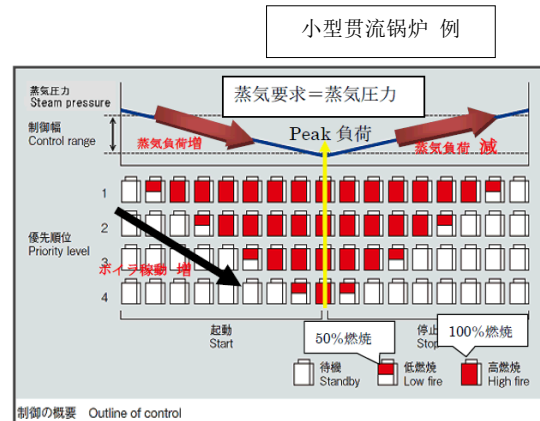 小型贯流锅炉 例
蒸気圧力
Steam pressure
蒸気要求＝蒸気圧力
制御幅
Control range
蒸気負荷増
Peak 負荷
蒸気負荷 減
1
2
優先順位
Priority level
3
ボイラ稼動 増
4
起動
Start
停止
Stop
50%燃焼
100%燃焼
待機
Standby
低燃焼
Low fire
高燃焼
High fire
制御の概要 Outline of control